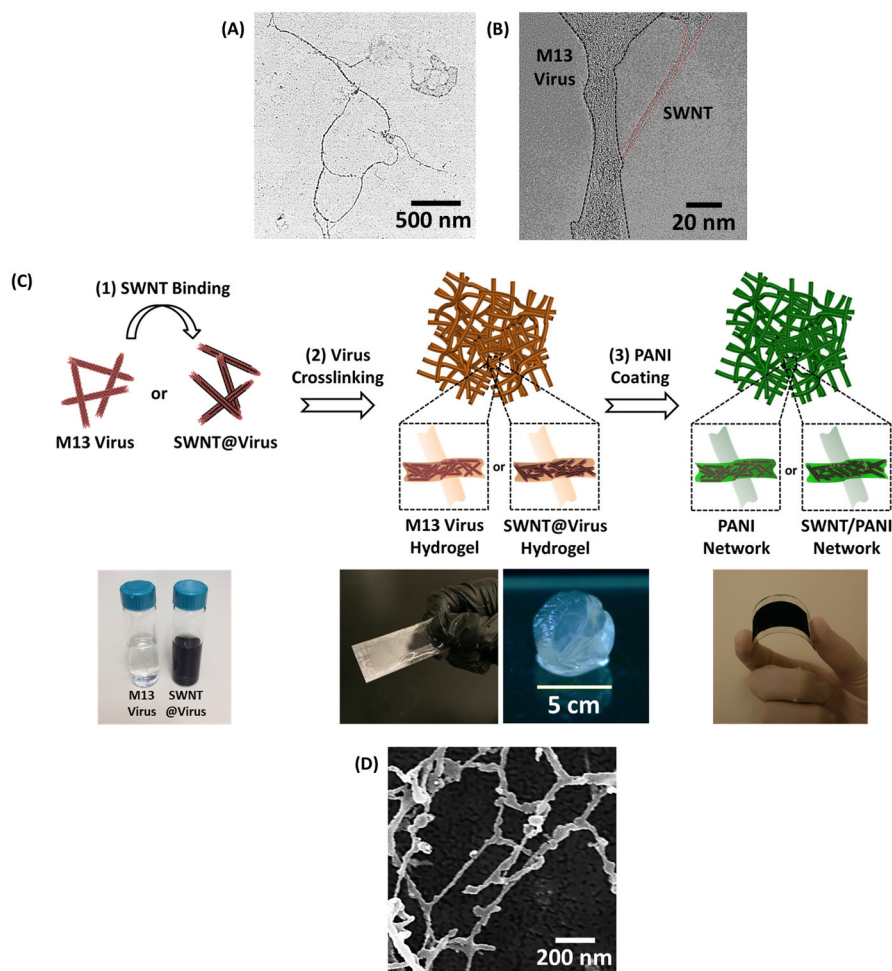 (A)
500 nm
(B)
M13
Virus
SWNT
20 nm
(C)
(1) SWNT Binding
M13 Virus
or
SWNT@Virus
(2) Virus
Crosslinking
or
M13 Virus
Hydrogel
SWNT@Virus
Hydrogel
(3) PANI
Coating
or
PANI
Network
SWNT/PANI
Network
M13
Virus
SWNT
@Virus
5 cm
(D)
200 nm